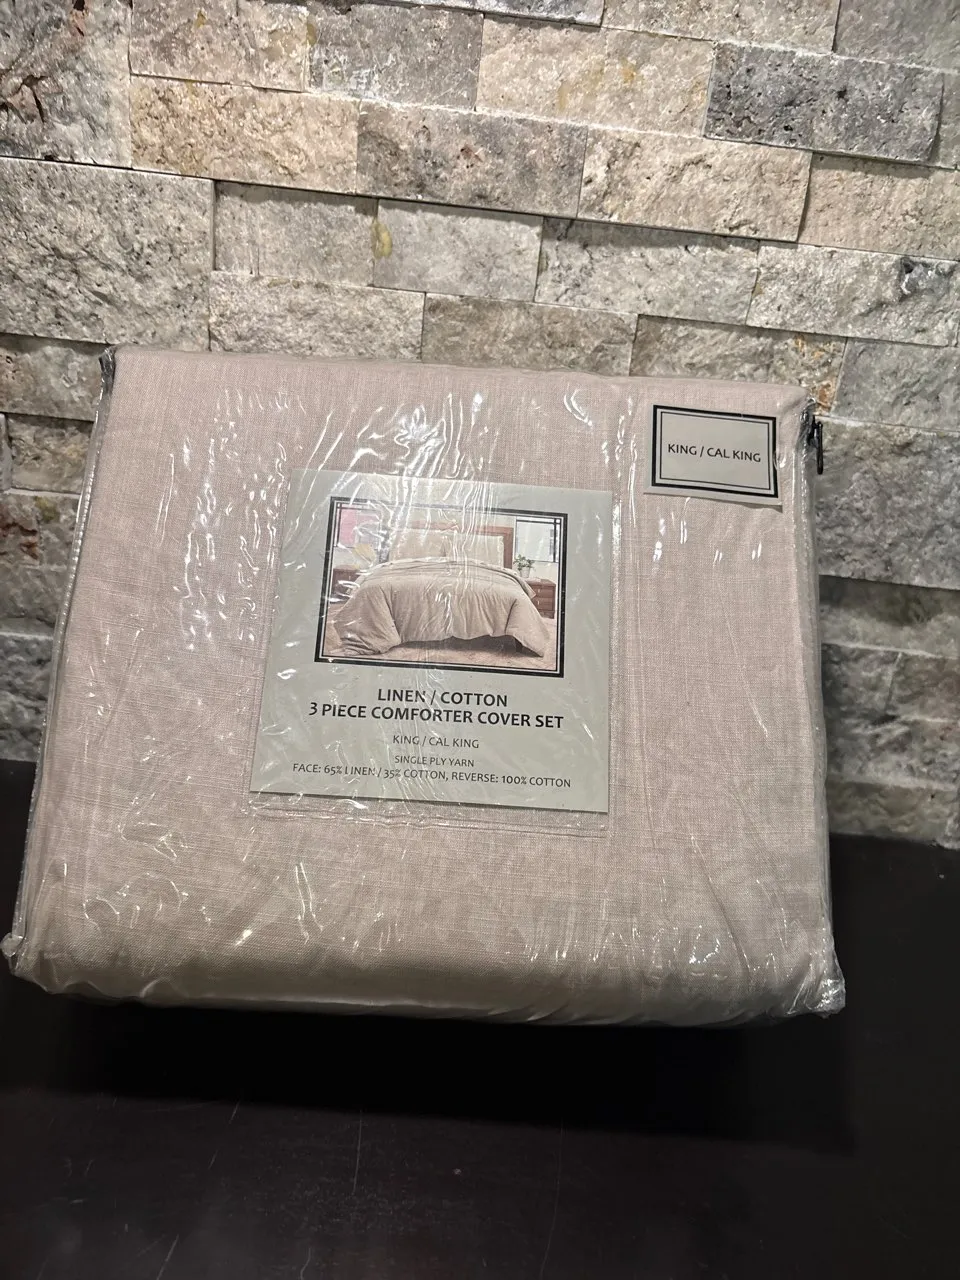 KING / CAL KING
LINEN / COTTON
3 PIECE COMFORTER COVER SET
KING / CAL KING
SINGLE PLY YARN
FACE: 65% LINEN / 35% COTTON, REVERSE: 100% COTTON